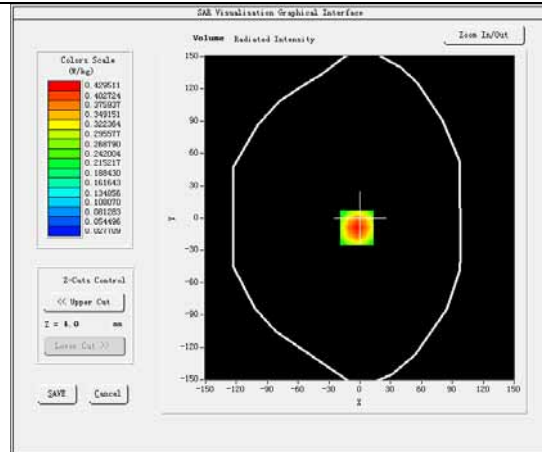 SAR Visualisation Graphical Interface
Volume Radiated Intensity
Zoom In/Out
Colors Scale
(W/kg)
0.429511
0.402724
0.375937
0.349151
0.322364
0.295577
0.268790
0.242004
0.215217
0.188430
0.161643
0.134856
0.108070
0.081283
0.054496
0.027709
Z-Cuts Control
<< Upper Cut
Z = 4.0 mm
Lower Cut >>
SAVE Cancel
150
120
90
60
30
0
-30
-60
-90
-120
-150
Y
-150 -120 -90 -60 -30 0 30 60 90 120 150
X